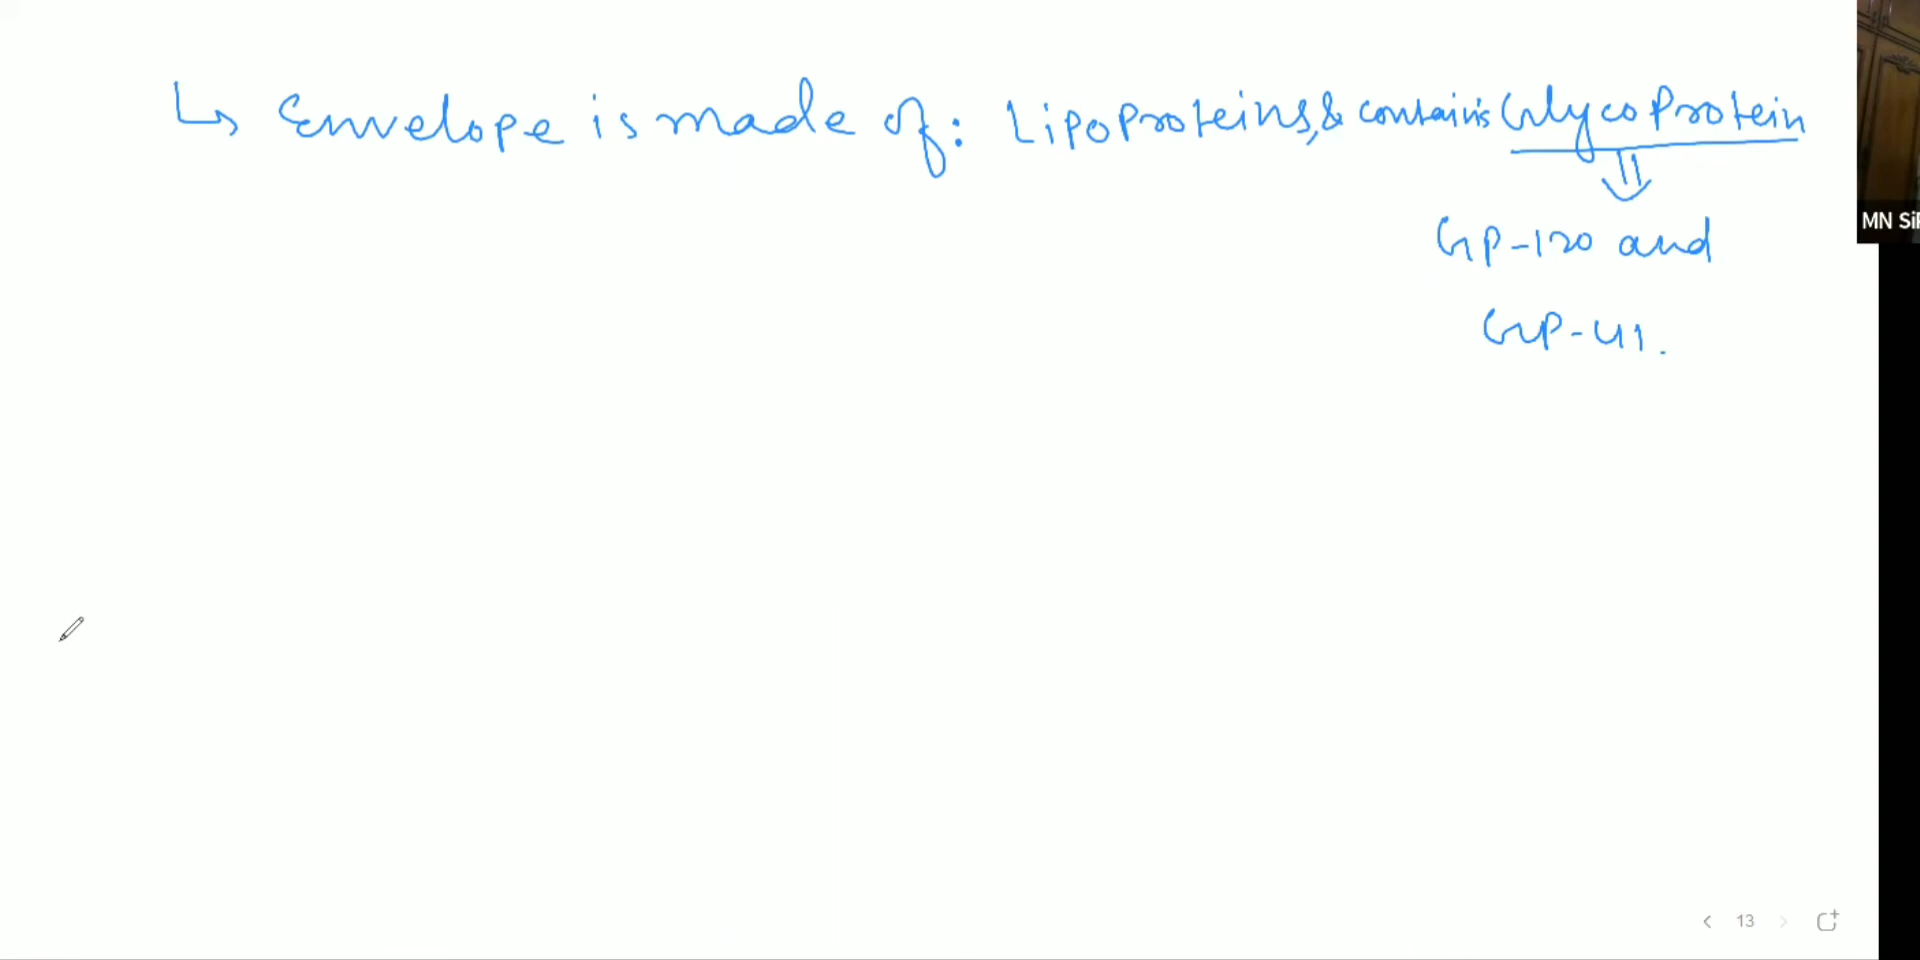 ↳ Envelope is made of: Lipoproteins, & contains GlycoProtein
⇓
GP-120 and
GP-41.
MN Si
13